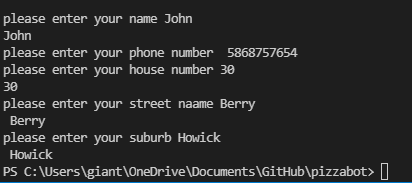 please enter your name John
John
please enter your phone number  5868757654
please enter your house number 30
30
please enter your street naame Berry
 Berry
please enter your suburb Howick
 Howick
PS C:\Users\giant\OneDrive\Documents\GitHub\pizzabot>